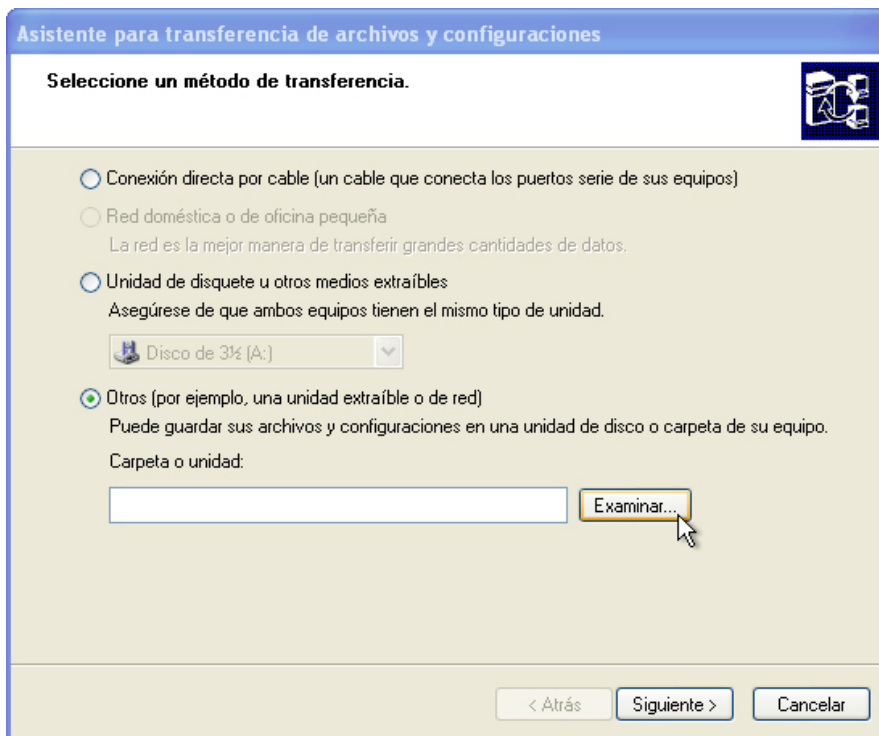 Asistente para transferencia de archivos y configuraciones
Seleccione un método de transferencia.
Conexión directa por cable (un cable que conecta los puertos serie de sus equipos)
Red doméstica o de oficina pequeña
La red es la mejor manera de transferir grandes cantidades de datos.
Unidad de disquete u otros medios extraíbles
Asegúrese de que ambos equipos tienen el mismo tipo de unidad.
Disco de 3½ (A:)
Otros (por ejemplo, una unidad extraíble o de red)
Puede guardar sus archivos y configuraciones en una unidad de disco o carpeta de su equipo.
Carpeta o unidad:
Examinar...
< Atrás
Siguiente >
Cancelar